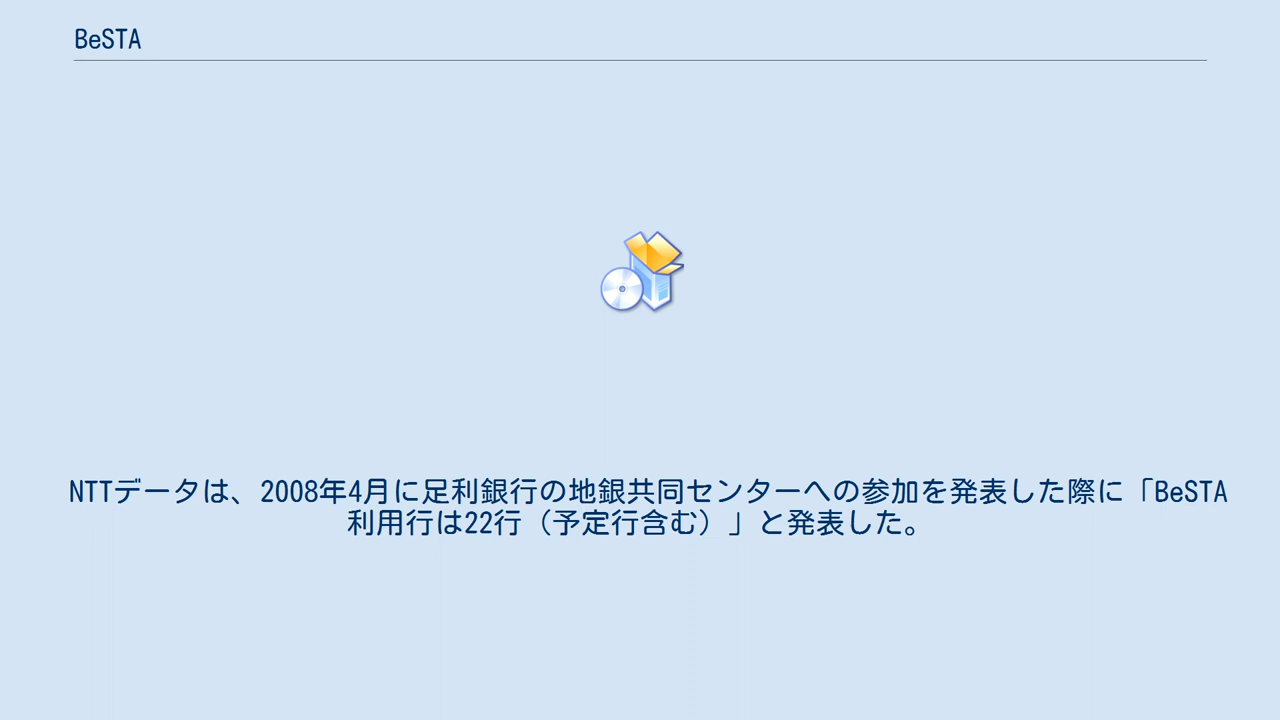 BeSTA
NTTデータは、2008年4月に足利銀行の地銀共同センターへの参加を発表した際に「BeSTA
利用行は22行（予定行含む）」と発表した。